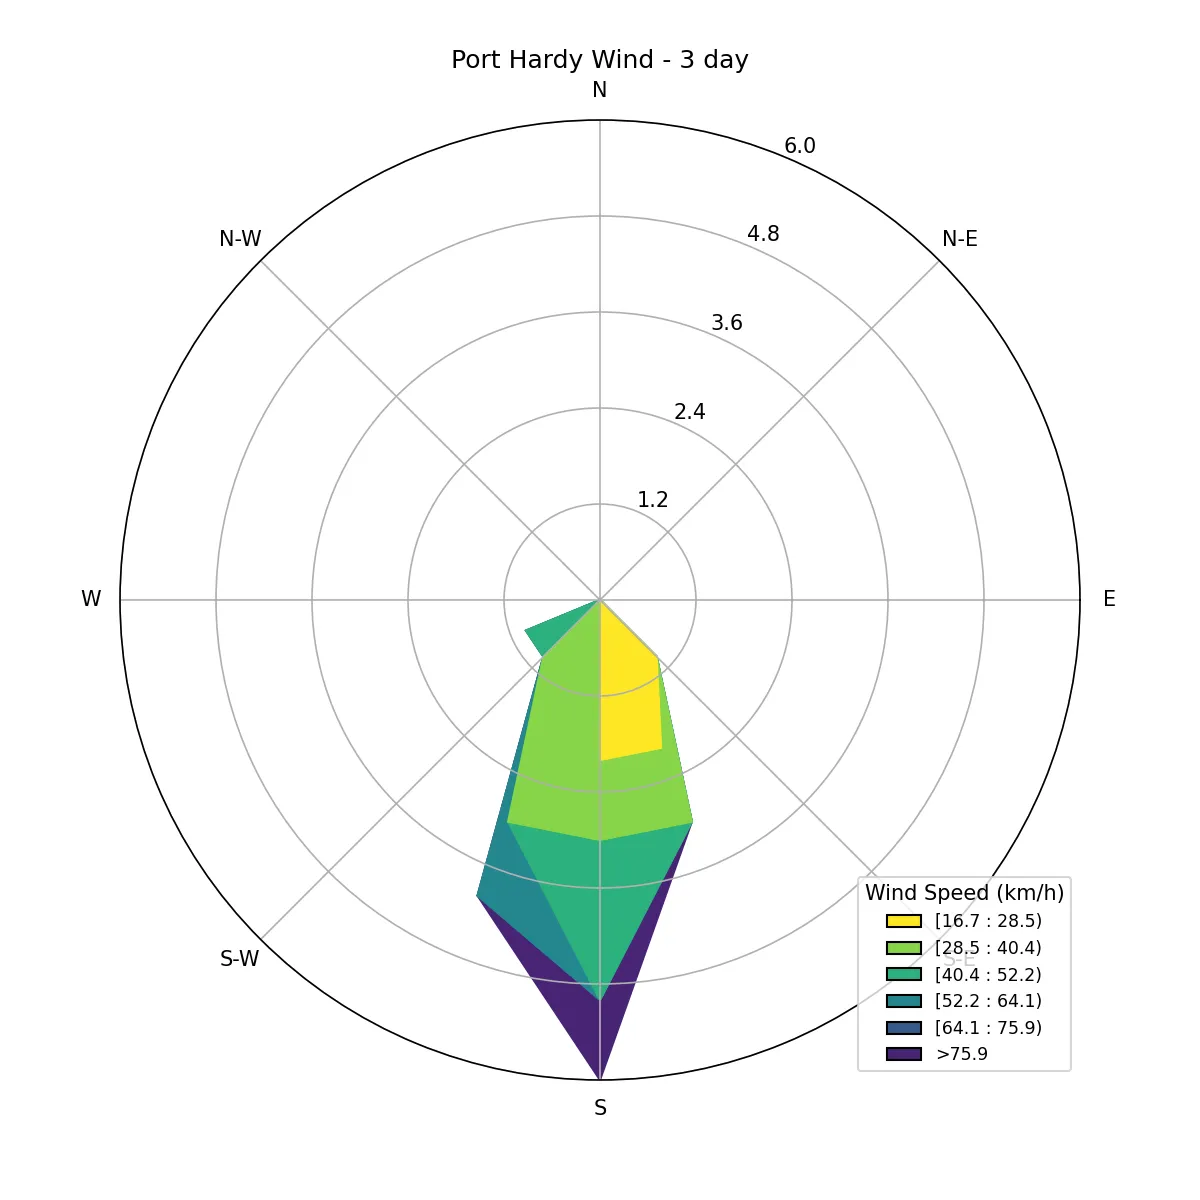 Port Hardy Wind - 3 day
N
6.0
N-W
N-E
4.8
3.6
2.4
1.2
W
E
Wind Speed (km/h)
[16.7 : 28.5)
[28.5 : 40.4)
S-W
S-E
[40.4 : 52.2)
[52.2 : 64.1)
[64.1 : 75.9)
>75.9
S